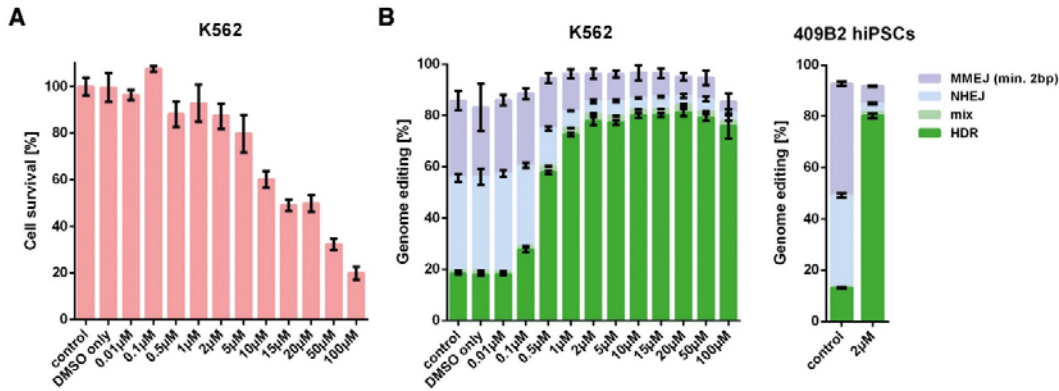 A
K562
Cell survival [%]
100
80
60
40
20
0
control
DMSO only
0.01µM
0.1µM
0.5µM
1µM
2µM
5µM
10µM
15µM
20µM
50µM
100µM
B
K562
Genome editing [%]
100
80
60
40
20
0
control
DMSO only
0.01µM
0.1µM
0.5µM
1µM
2µM
5µM
10µM
15µM
20µM
50µM
100µM
409B2 hiPSCs
Genome editing [%]
100
80
60
40
20
0
control
2µM
MMEJ (min. 2bp)
NHEJ
mix
HDR